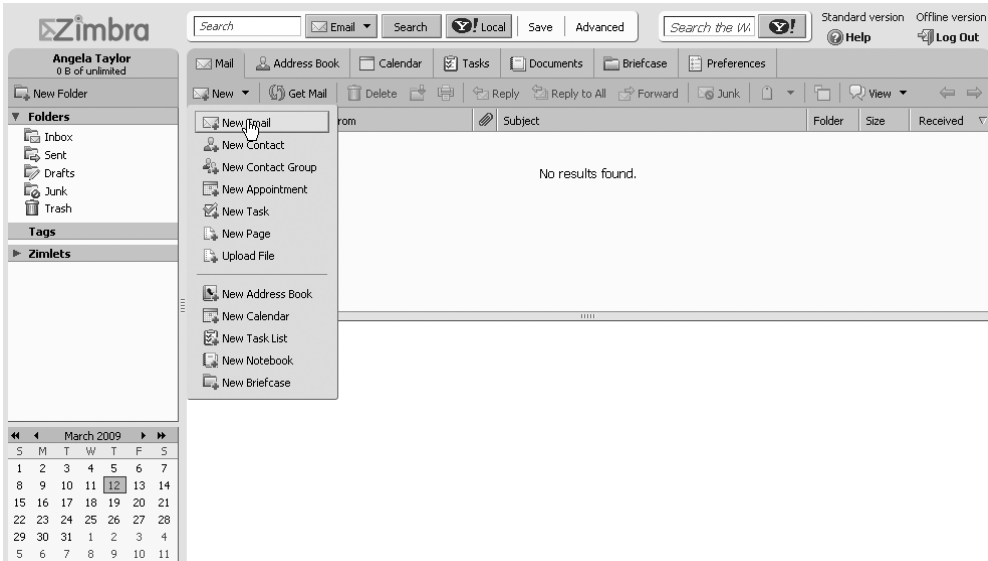 Zimbra
Search Email Search Y! Local Save Advanced Search the W Y! Standard version Offline version
Help Log Out
Angela Taylor
0 B of unlimited
Mail Address Book Calendar Tasks Documents Briefcase Preferences
New Folder
New Get Mail Delete Reply Reply to All Forward Junk View
Folders
Inbox
Sent
Drafts
Junk
Trash
Tags
Zimlets
New Email
New Contact
New Contact Group
New Appointment
New Task
New Page
Upload File
New Address Book
New Calendar
New Task List
New Notebook
New Briefcase
rom Subject Folder Size Received
No results found.
March 2009
S M T W T F S
1 2 3 4 5 6 7
8 9 10 11 12 13 14
15 16 17 18 19 20 21
22 23 24 25 26 27 28
29 30 31 1 2 3 4
5 6 7 8 9 10 11